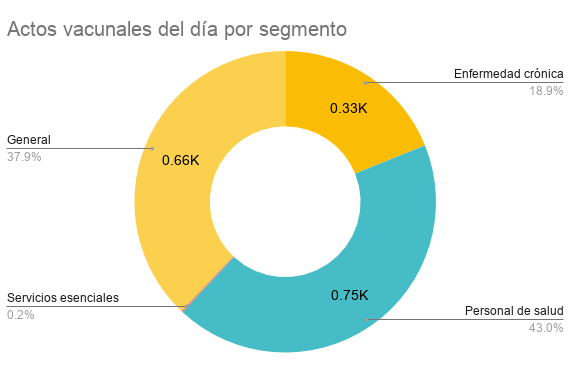 Actos vacunales del día por segmento
Enfermedad crónica
18.9%
0.33K
General
37.9%
0.66K
Servicios esenciales
0.2%
0.75K
Personal de salud
43.0%